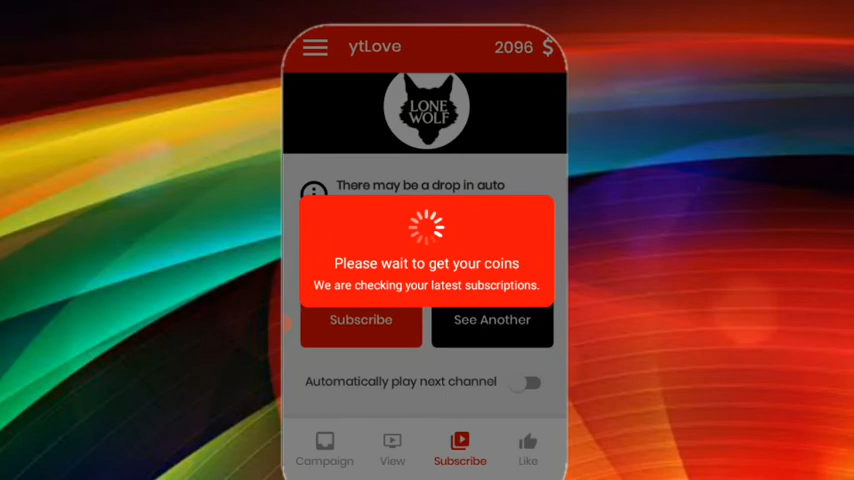 ytLove
2096 $
LONE
WOLF
There may be a drop in auto
Please wait to get your coins
We are checking your latest subscriptions.
Subscribe
See Another
Automatically play next channel
Campaign
View
Subscribe
Like